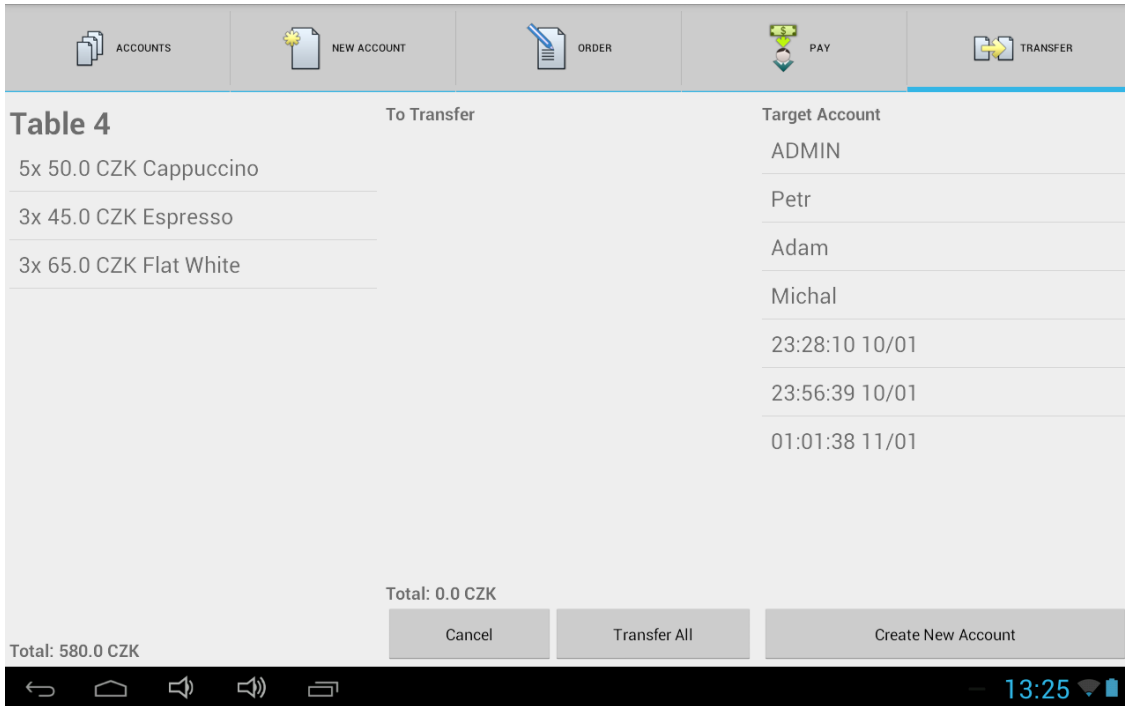 ACCOUNTS
NEW ACCOUNT
ORDER
PAY
TRANSFER
Table 4
5x 50.0 CZK Cappuccino
3x 45.0 CZK Espresso
3x 65.0 CZK Flat White
Total: 580.0 CZK
To Transfer
Total: 0.0 CZK
Cancel
Transfer All
Target Account
ADMIN
Petr
Adam
Michal
23:28:10 10/01
23:56:39 10/01
01:01:38 11/01
Create New Account
13:25